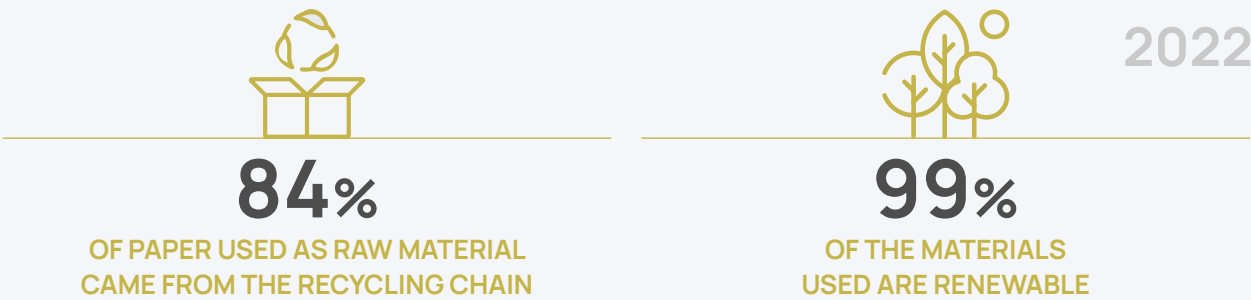 2022
84%
OF PAPER USED AS RAW MATERIAL
CAME FROM THE RECYCLING CHAIN
99%
OF THE MATERIALS
USED ARE RENEWABLE